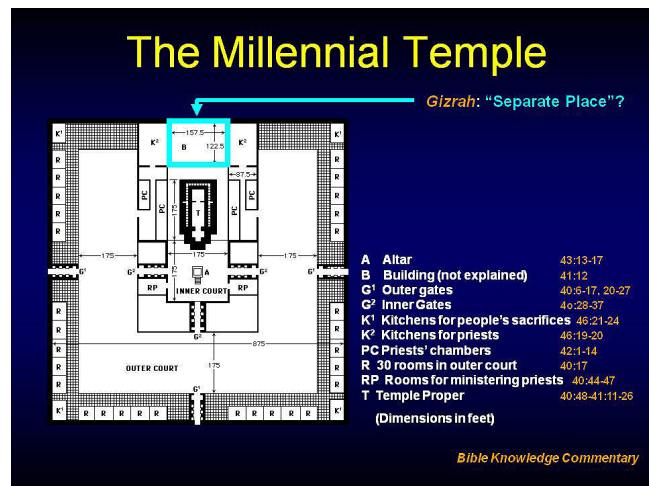 The Millennial Temple
Gizrah: “Separate Place”?
K¹ K¹
157.5
K² B 122.5 K²
R R
R R
87.5
R PC PC PC PC R
175 T
R R
R R
175 175 175
175
G¹ G² A G² G¹
RP INNER COURT RP
R R
G²
R R
875
R R
OUTER COURT 175
R R
R R
G¹
K¹ R R R R R R R R R R K¹
A Altar 43:13-17
B Building (not explained) 41:12
G¹ Outer gates 40:6-17, 20-27
G² Inner Gates 4o:28-37
K¹ Kitchens for people's sacrifices 46:21-24
K² Kitchens for priests 46:19-20
PC Priests' chambers 42:1-14
R 30 rooms in outer court 40:17
RP Rooms for ministering priests 40:44-47
T Temple Proper 40:48-41:11-26
(Dimensions in feet)
Bible Knowledge Commentary